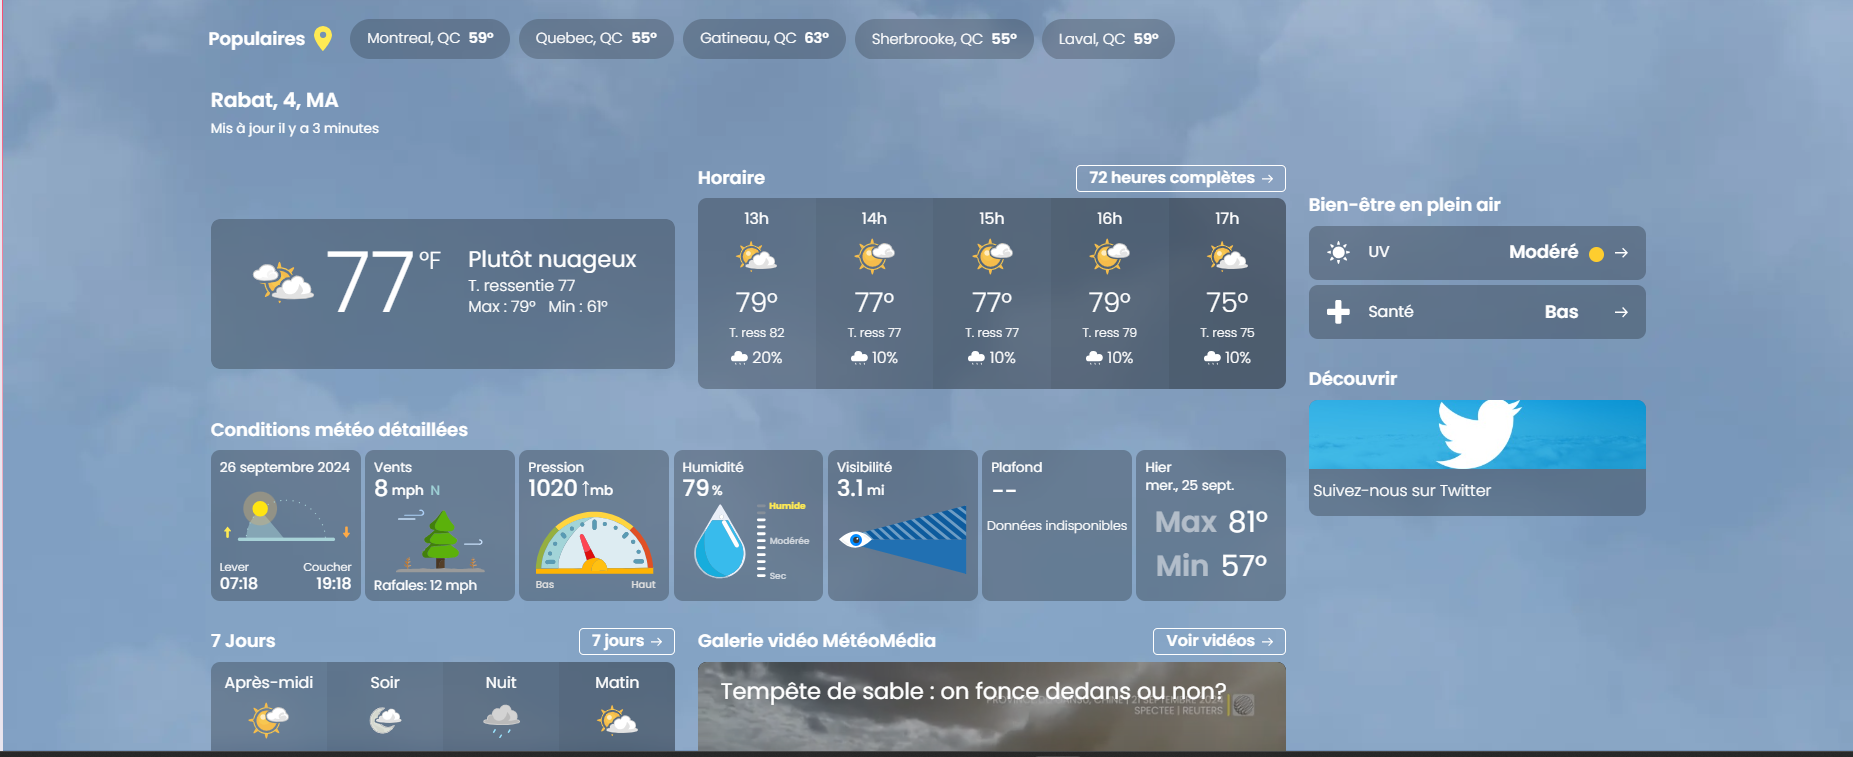 Populaires
Montreal, QC 59°
Quebec, QC 55°
Gatineau, QC 63°
Sherbrooke, QC 55°
Laval, QC 59°
Rabat, 4, MA
Mis à jour il y a 3 minutes
77 °F
Plutôt nuageux
T. ressentie 77
Max : 79° Min : 61°
Horaire
72 heures complètes →
13h 14h 15h 16h 17h
79° 77° 77° 79° 75°
T. ress 82 T. ress 77 T. ress 77 T. ress 79 T. ress 75
20% 10% 10% 10% 10%
Bien-être en plein air
UV Modéré →
Santé Bas →
Découvrir
Suivez-nous sur Twitter
Conditions météo détaillées
26 septembre 2024
Lever Coucher
07:18 19:18
Vents
8 mph N
Rafales: 12 mph
Pression
1020 ↑mb
Bas Haut
Humidité
79 %
Humide
Modérée
Sec
Visibilité
3.1 mi
Plafond
--
Données indisponibles
Hier
mer., 25 sept.
Max 81°
Min 57°
7 Jours
7 jours →
Après-midi Soir Nuit Matin
Galerie vidéo MétéoMédia
Voir vidéos →
Tempête de sable : on fonce dedans ou non?
SPECTEE | REUTERS